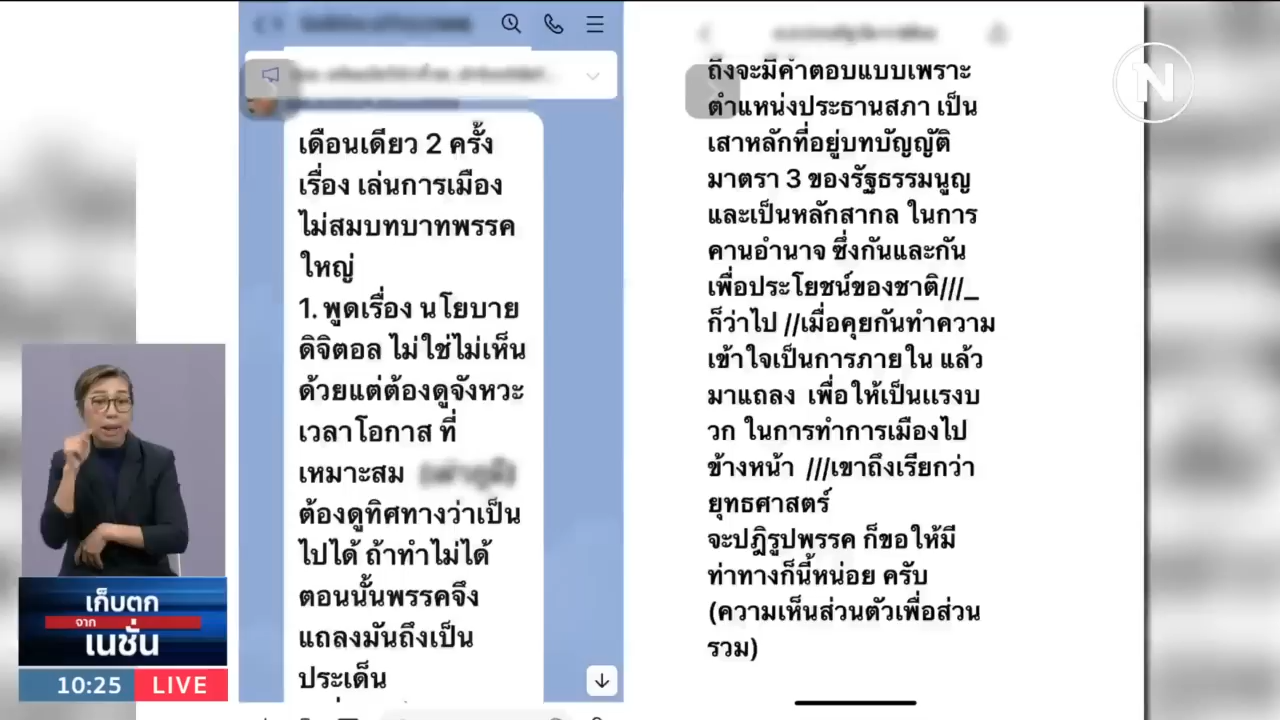 เดือนเดียว 2 ครั้ง
เรื่อง เล่นการเมือง
ไม่สมบทบาทพรรค
ใหญ่
1. พูดเรื่อง นโยบาย
ดิจิตอล ไม่ใช่ไม่เห็น
ด้วยแต่ต้องดูจังหวะ
เวลาโอกาส ที่
เหมาะสม
ต้องดูทิศทางว่าเป็น
ไปได้ ถ้าทำไม่ได้
ตอนนั้นพรรคจึง
แถลงมันถึงเป็น
ประเด็น
ถึงจะมีคำตอบแบบเพราะ
ตำแหน่งประธานสภา เป็น
เสาหลักที่อยู่บทบัญญัติ
มาตรา 3 ของรัฐธรรมนูญ
และเป็นหลักสากล ในการ
คานอำนาจ ซึ่งกันและกัน
เพื่อประโยชน์ของชาติ///_
ก็ว่าไป //เมื่อคุยกันทำความ
เข้าใจเป็นการภายใน แล้ว
มาแถลง เพื่อให้เป็นแรงบ
วก ในการทำการเมืองไป
ข้างหน้า ///เขาถึงเรียกว่า
ยุทธศาสตร์
จะปฎิรูปพรรค ก็ขอให้มี
ท่าทางก็นี้หน่อย ครับ
(ความเห็นส่วนตัวเพื่อส่วน
รวม)
N
เก็บตก
จาก
เนชั่น
10:25 LIVE